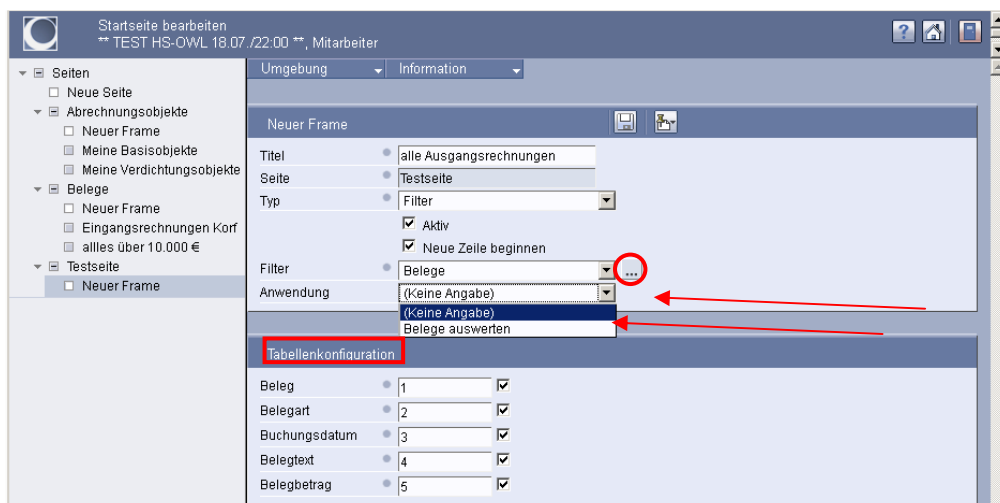 Startseite bearbeiten
** TEST HS-OWL 18.07./22:00 **, Mitarbeiter
?
Seiten
Neue Seite
Abrechnungsobjekte
Neuer Frame
Meine Basisobjekte
Meine Verdichtungsobjekte
Belege
Neuer Frame
Eingangsrechnungen Korf
allles über 10.000 €
Testseite
Neuer Frame
Umgebung Information
Neuer Frame
Titel alle Ausgangsrechnungen
Seite Testseite
Typ Filter
Aktiv
Neue Zeile beginnen
Filter Belege ...
Anwendung (Keine Angabe)
(Keine Angabe)
Belege auswerten
Tabellenkonfiguration
Beleg 1
Belegart 2
Buchungsdatum 3
Belegtext 4
Belegbetrag 5